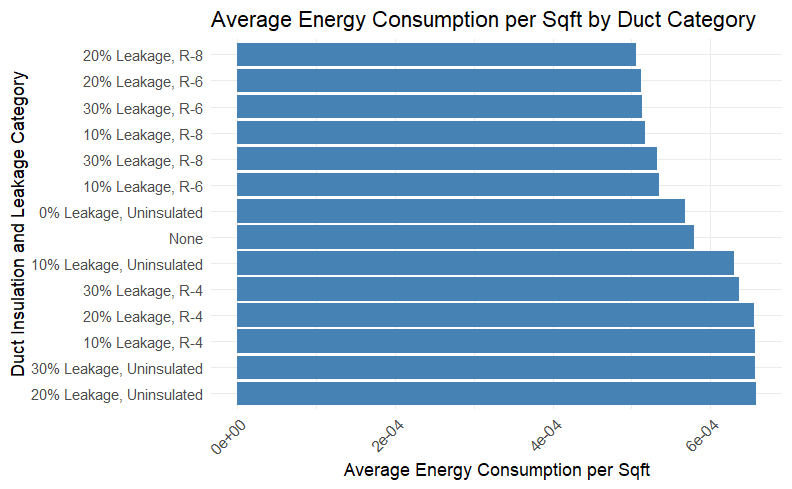 Average Energy Consumption per Sqft by Duct Category
Duct Insulation and Leakage Category
20% Leakage, R-8
20% Leakage, R-6
30% Leakage, R-6
10% Leakage, R-8
30% Leakage, R-8
10% Leakage, R-6
0% Leakage, Uninsulated
None
10% Leakage, Uninsulated
30% Leakage, R-4
20% Leakage, R-4
10% Leakage, R-4
30% Leakage, Uninsulated
20% Leakage, Uninsulated
0e+00
2e-04
4e-04
6e-04
Average Energy Consumption per Sqft